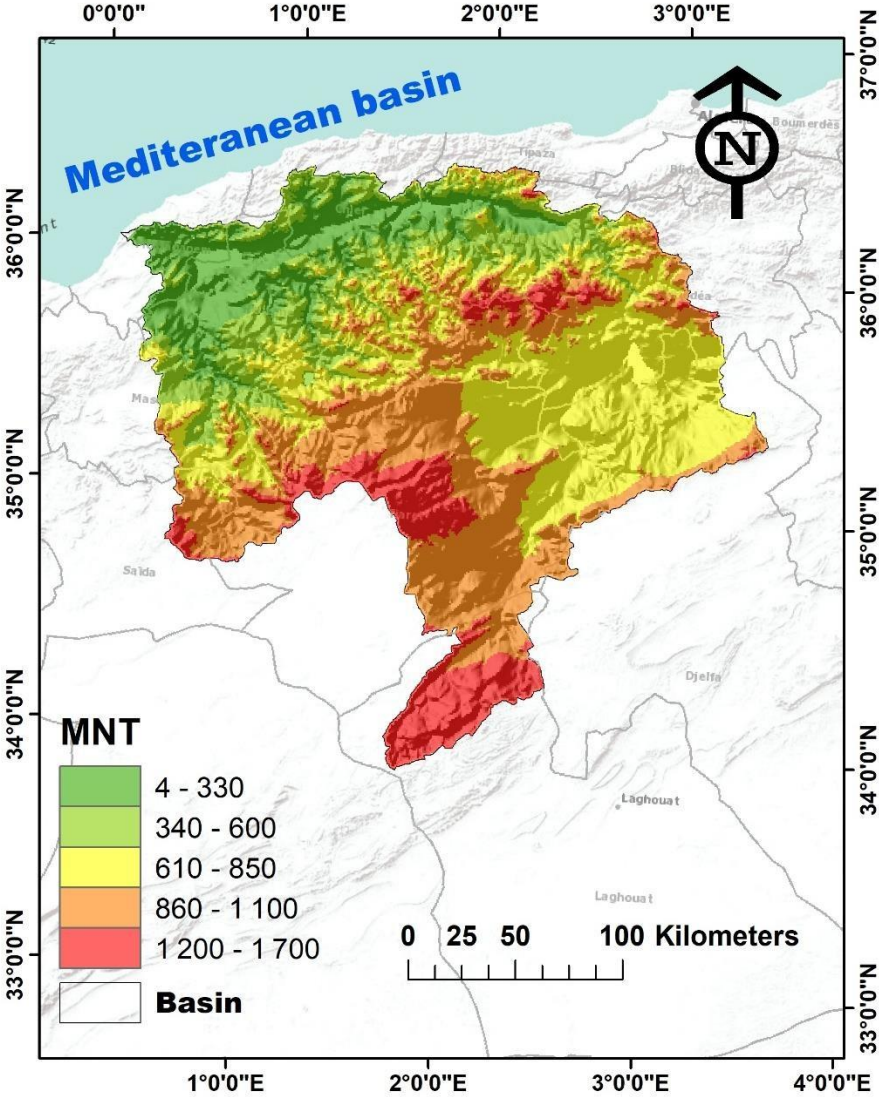 0°0'0" 1°0'0"E 2°0'0"E 3°0'0"E
37°0'0"N
Mediteranean basin
N
Boumerdès
Tipaza
36°0'0"N
36°0'0"N
Mas
35°0'0"N
35°0'0"N
Saïda
Djelfa
34°0'0"N
34°0'0"N
MNT
4 - 330
340 - 600
610 - 850
860 - 1 100
1 200 - 1 700
Basin
Laghouat
Laghouat
0 25 50 100 Kilometers
33°0'0"N
33°0'0"N
1°0'0"E 2°0'0"E 3°0'0"E 4°0'0"E